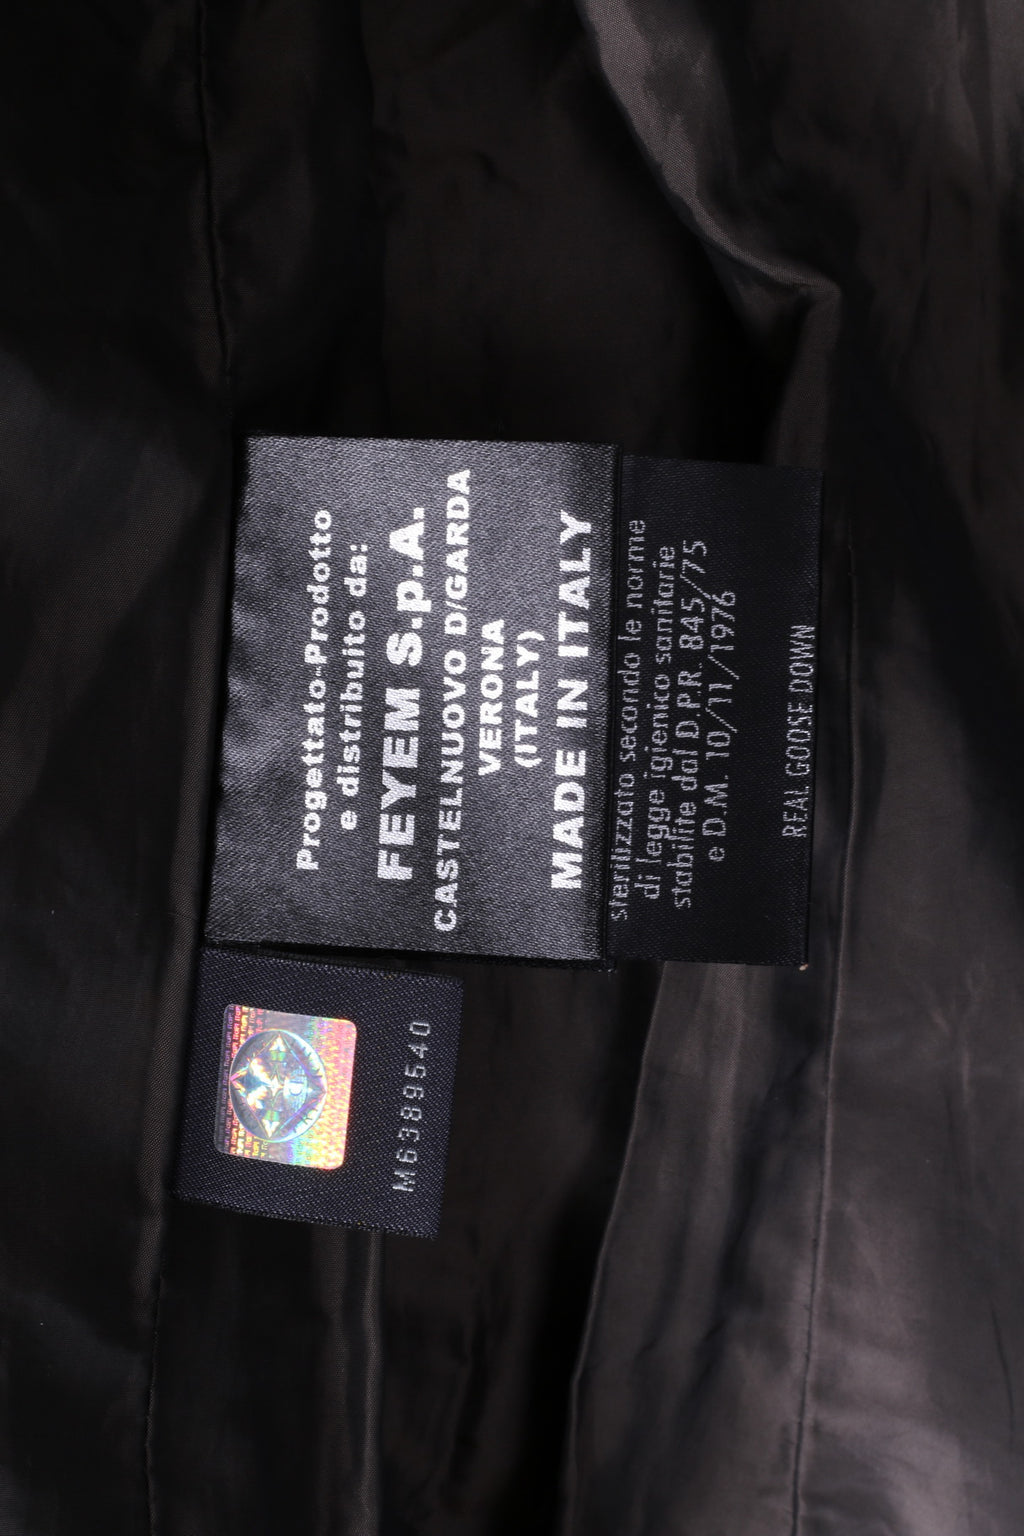 Progettato-Prodotto
e distribuito da:
FEYEM S.p.A.
CASTELNUOVO D/GARDA
VERONA
(ITALY)
MADE IN ITALY
sterilizzato secondo le norme
di legge igienico sanitarie
stabilite dal D.P.R. 845/75
e D.M. 10/11/1976
REAL GOOSE DOWN
M6389540